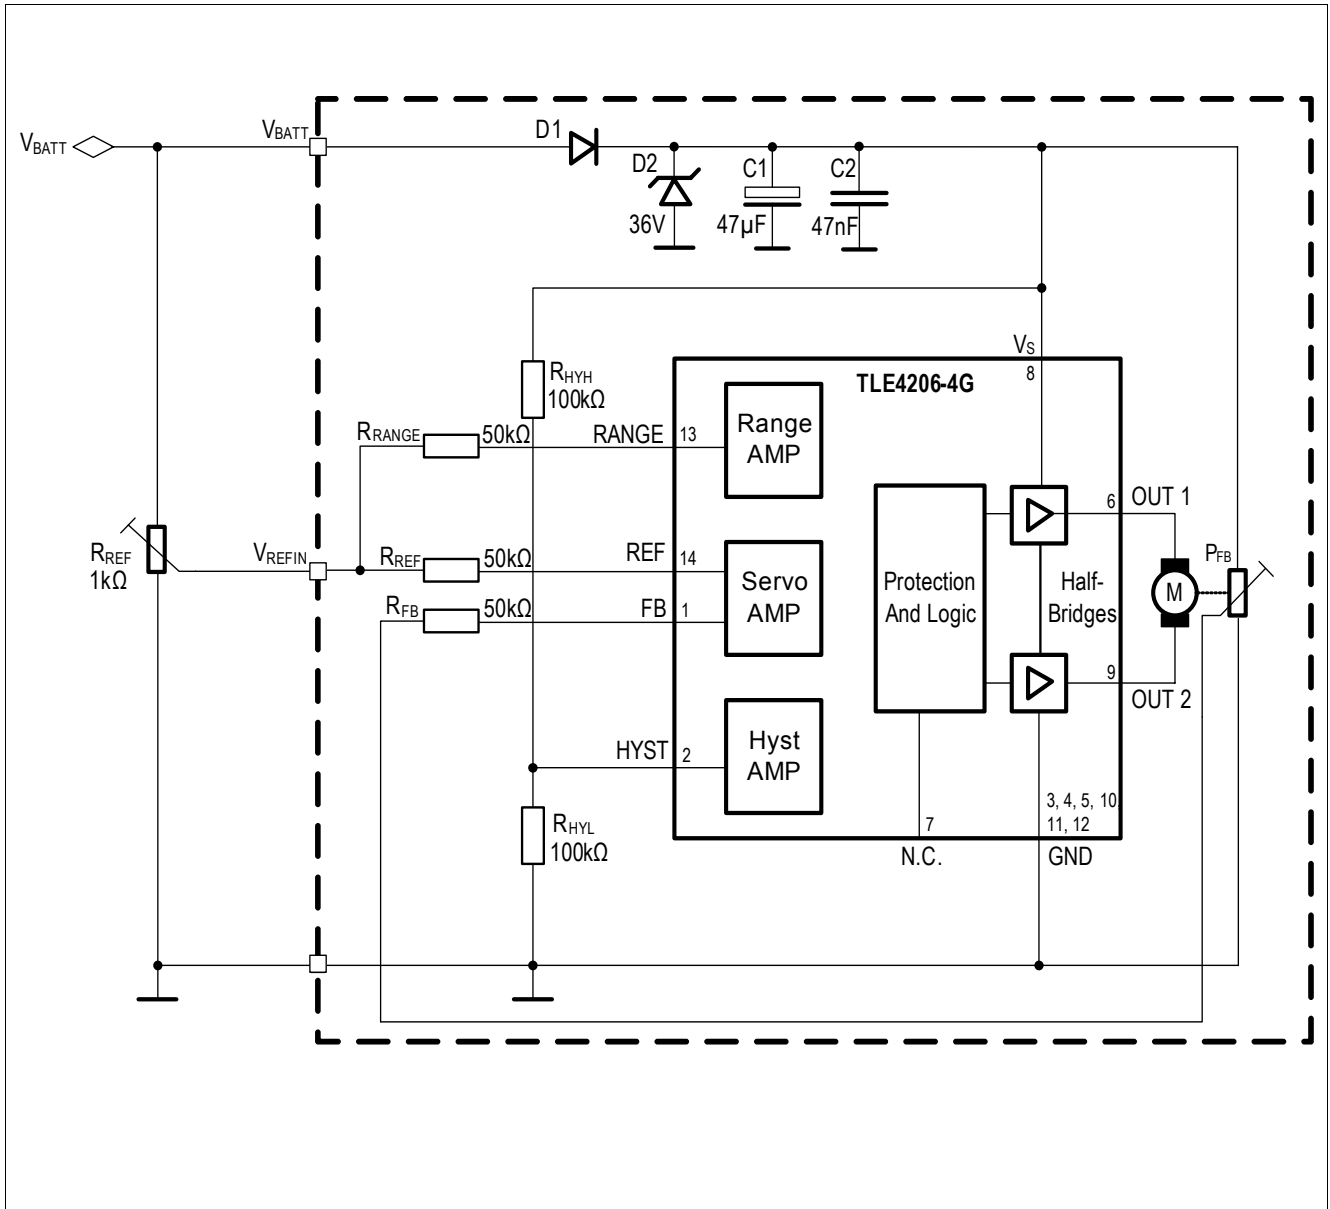 VBATT
VBATT
D1
D2
36V
C1
47µF
C2
47nF
VS
8
TLE4206-4G
RHYH
100kΩ
RRANGE
50kΩ
RANGE
13
Range
AMP
RREF
1kΩ
VREFIN
RREF
50kΩ
REF
14
RFB
50kΩ
FB
1
Servo
AMP
Protection
And Logic
Half-
Bridges
6
OUT 1
M
PFB
9
OUT 2
HYST
2
Hyst
AMP
RHYL
100kΩ
7
N.C.
3, 4, 5, 10,
11, 12
GND